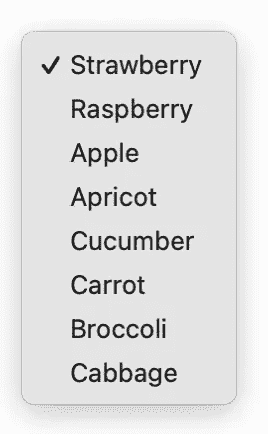 ✓ Strawberry
Raspberry
Apple
Apricot
Cucumber
Carrot
Broccoli
Cabbage